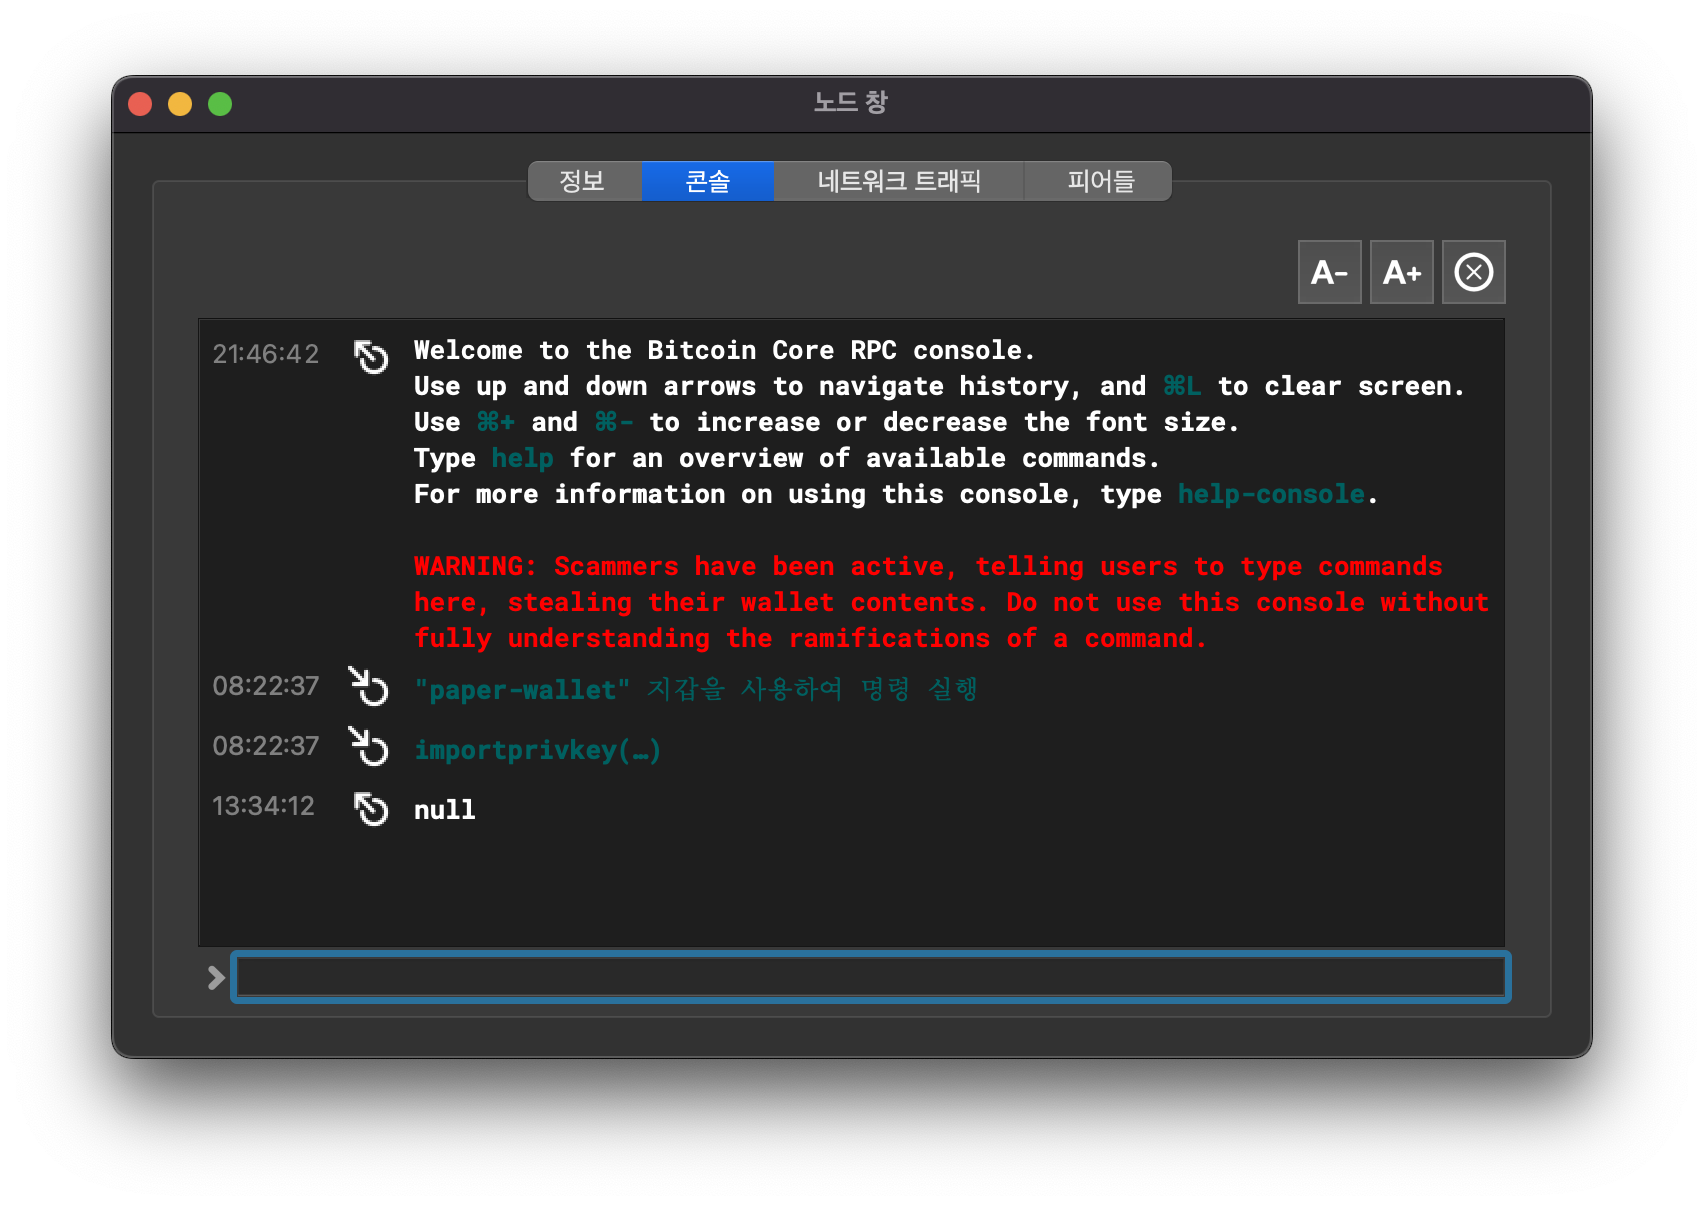 노드 창
정보 콘솔 네트워크 트래픽 피어들
A- A+
21:46:42 Welcome to the Bitcoin Core RPC console.
Use up and down arrows to navigate history, and ⌘L to clear screen.
Use ⌘+ and ⌘- to increase or decrease the font size.
Type help for an overview of available commands.
For more information on using this console, type help-console.
WARNING: Scammers have been active, telling users to type commands
here, stealing their wallet contents. Do not use this console without
fully understanding the ramifications of a command.
08:22:37 "paper-wallet" 지갑을 사용하여 명령 실행
08:22:37 importprivkey(…)
13:34:12 null